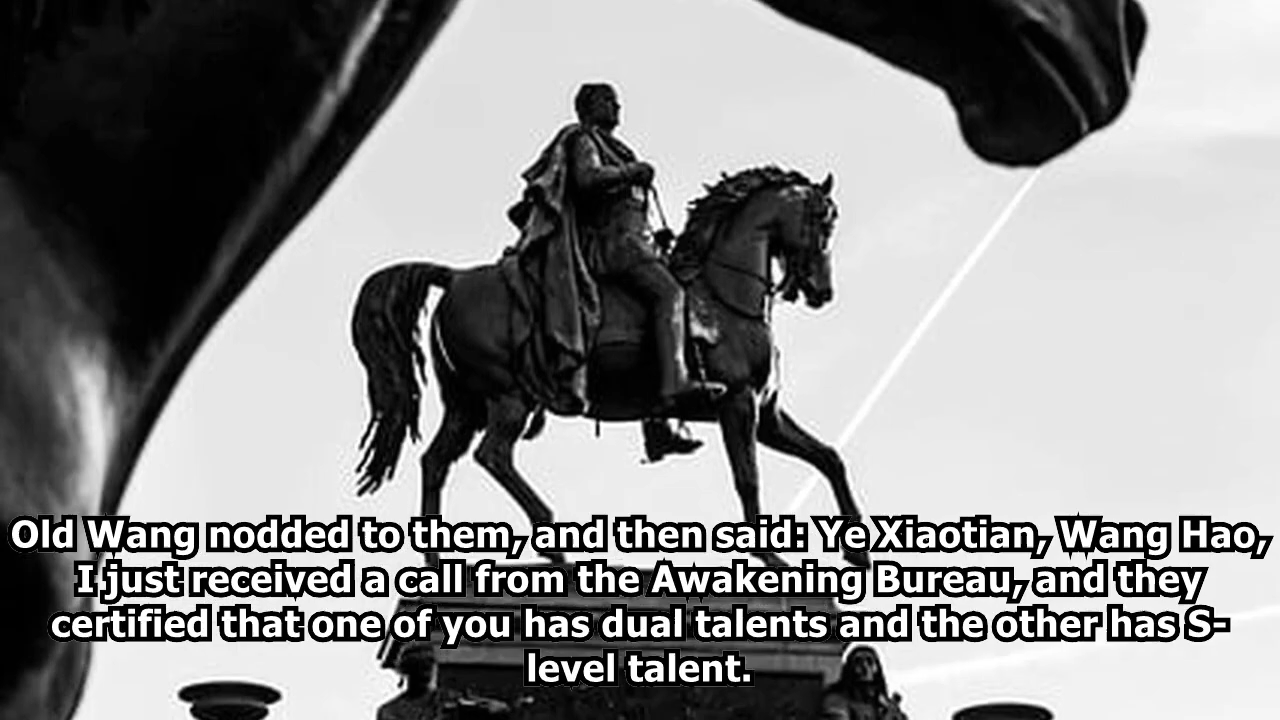 Old Wang nodded to them, and then said: Ye Xiaotian, Wang Hao,
I just received a call from the Awakening Bureau, and they
certified that one of you has dual talents and the other has S-
level talent.